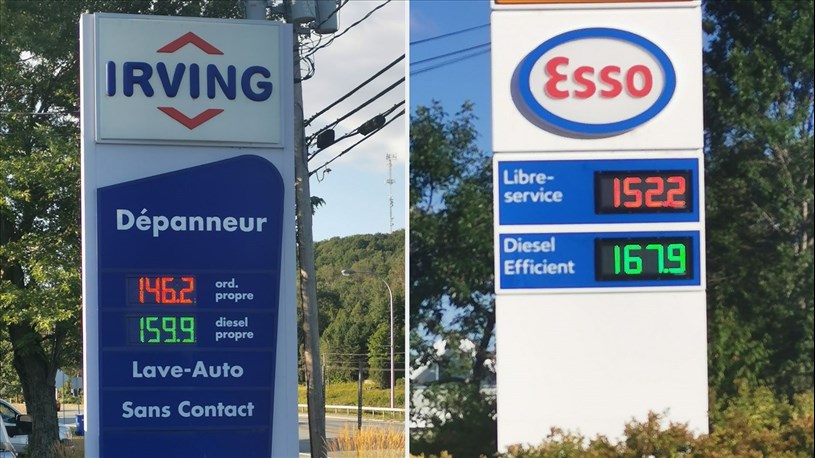 IRVING
Dépanneur
146.2 ord. propre
159.9 diesel propre
Lave-Auto
Sans Contact
Esso
Libre-
service
152.2
Diesel
Efficient
167.9